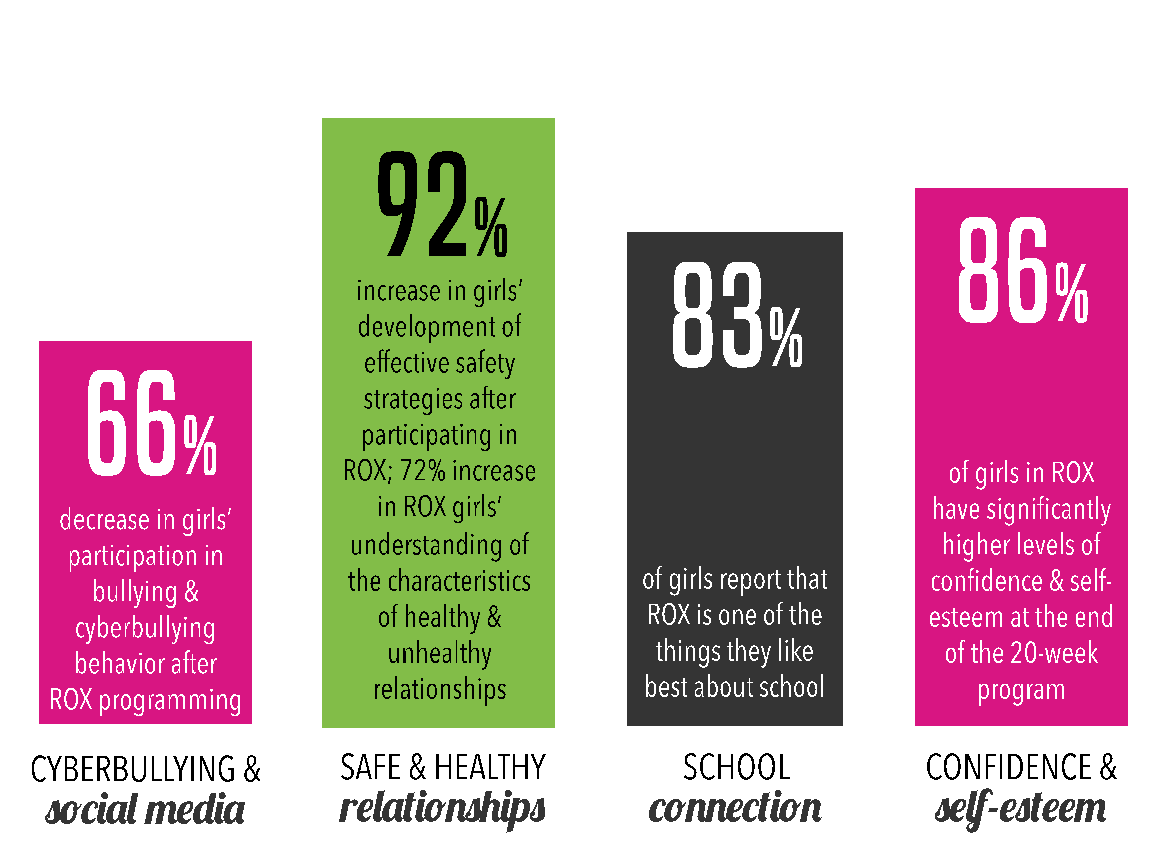 66%
decrease in girls’
participation in
bullying &
cyberbullying
behavior after
ROX programming
CYBERBULLYING &
social media
92%
increase in girls’
development of
effective safety
strategies after
participating in
ROX; 72% increase
in ROX girls’
understanding of
the characteristics
of healthy &
unhealthy
relationships
SAFE & HEALTHY
relationships
83%
of girls report that
ROX is one of the
things they like
best about school
SCHOOL
connection
86%
of girls in ROX
have significantly
higher levels of
confidence & self-
esteem at the end
of the 20-week
program
CONFIDENCE &
self-esteem